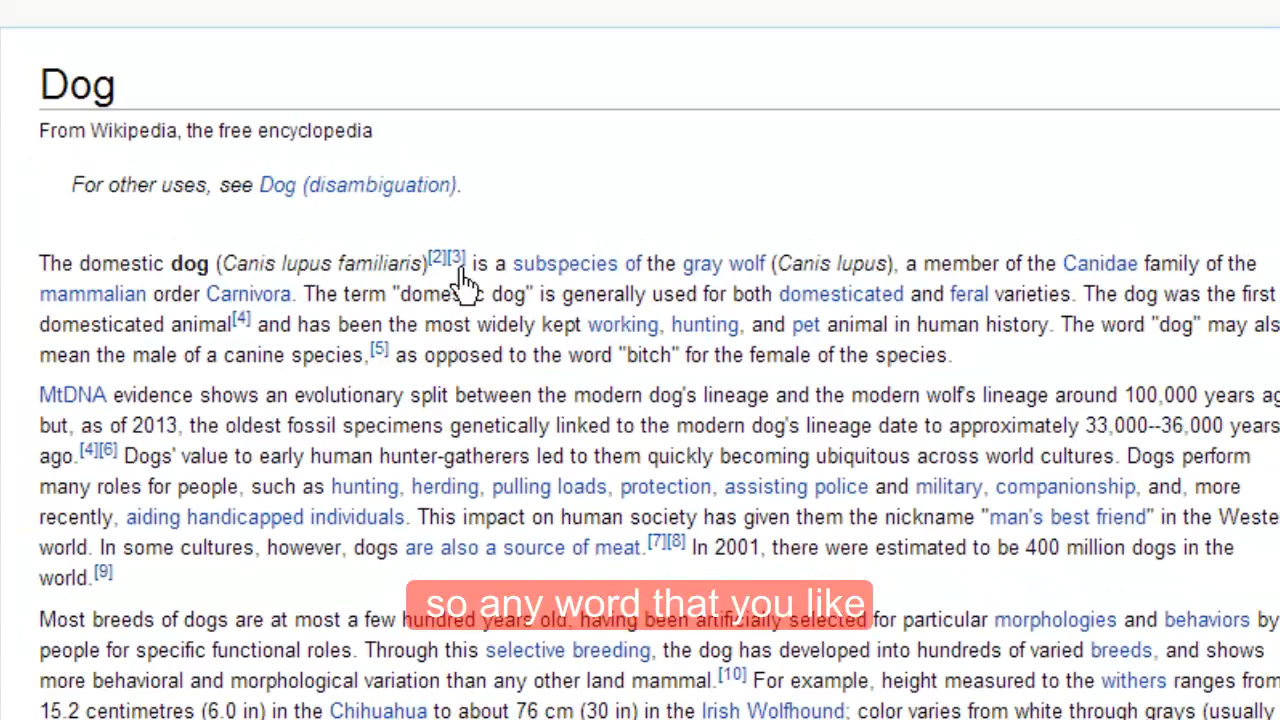 Dog
From Wikipedia, the free encyclopedia
For other uses, see Dog (disambiguation).
The domestic dog (Canis lupus familiaris)[2][3] is a subspecies of the gray wolf (Canis lupus), a member of the Canidae family of the
mammalian order Carnivora. The term "domestic dog" is generally used for both domesticated and feral varieties. The dog was the first
domesticated animal[4] and has been the most widely kept working, hunting, and pet animal in human history. The word "dog" may als
mean the male of a canine species,[5] as opposed to the word "bitch" for the female of the species.
MtDNA evidence shows an evolutionary split between the modern dog's lineage and the modern wolf's lineage around 100,000 years ag
but, as of 2013, the oldest fossil specimens genetically linked to the modern dog's lineage date to approximately 33,000--36,000 years
ago.[4][6] Dogs' value to early human hunter-gatherers led to them quickly becoming ubiquitous across world cultures. Dogs perform
many roles for people, such as hunting, herding, pulling loads, protection, assisting police and military, companionship, and, more
recently, aiding handicapped individuals. This impact on human society has given them the nickname "man's best friend" in the Weste
world. In some cultures, however, dogs are also a source of meat.[7][8] In 2001, there were estimated to be 400 million dogs in the
world.[9]
so any word that you like
Most breeds of dogs are at most a few hundred years old, having been artificially selected for particular morphologies and behaviors by
people for specific functional roles. Through this selective breeding, the dog has developed into hundreds of varied breeds, and shows
more behavioral and morphological variation than any other land mammal.[10] For example, height measured to the withers ranges from
15.2 centimetres (6.0 in) in the Chihuahua to about 76 cm (30 in) in the Irish Wolfhound; color varies from white through grays (usually